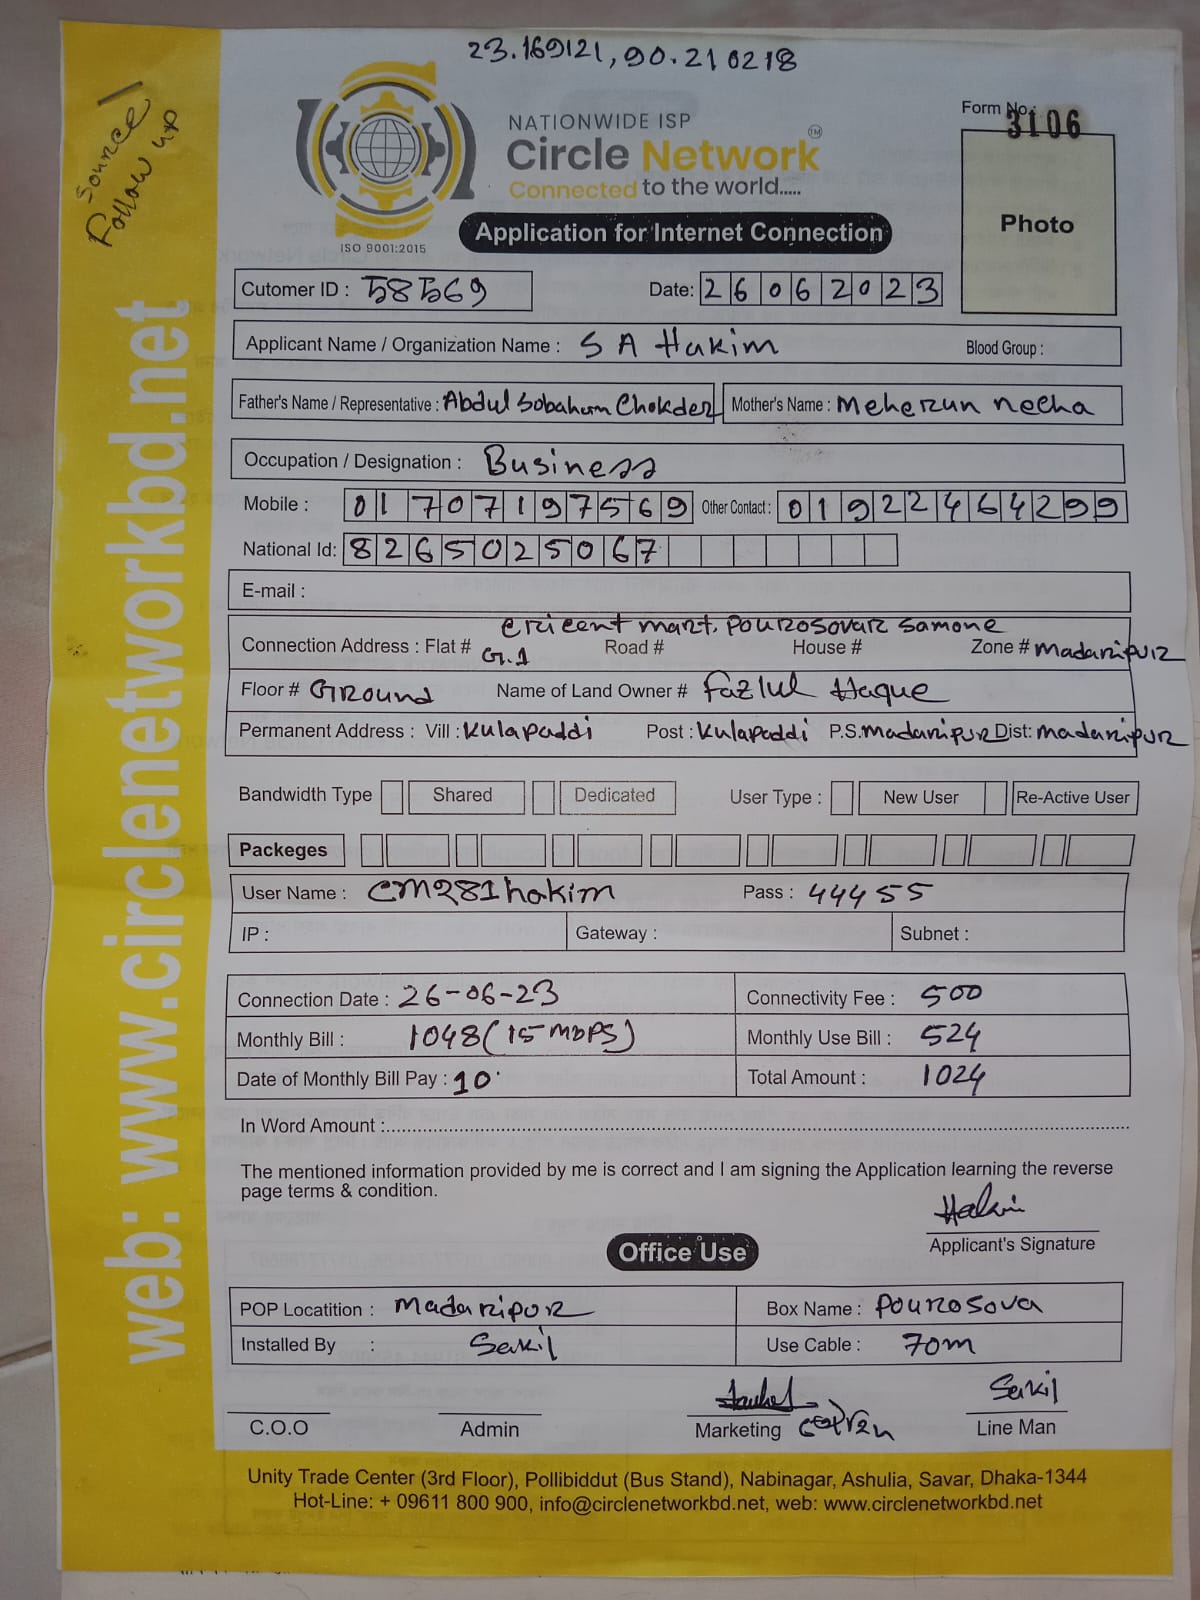 23.169121, 90.210218
Source
Follow up
web: www.circlenetworkbd.net
NATIONWIDE ISP
Circle Network TM
Connected to the world.....
ISO 9001:2015
Form No: 3106
Photo
Application for Internet Connection
Cutomer ID : 58569 Date: 26062023
Applicant Name / Organization Name : S A Hakim Blood Group :
Father's Name / Representative : Abdul Sobahan Chokder Mother's Name : Meherun necha
Occupation / Designation : Business
Mobile : 01707197569 Other Contact : 01922464299
National Id: 8265025067
E-mail :
ericent mart, Pourosovar Samone
Connection Address : Flat # G.1 Road # House # Zone # Madaripur
Floor # Ground Name of Land Owner # Fazlul Haque
Permanent Address : Vill : Kulapaddi Post : Kulapaddi P.S. Madaripur Dist: Madaripur
Bandwidth Type Shared Dedicated User Type : New User Re-Active User
Packeges
User Name : CM281hakim Pass : 44455
IP : Gateway : Subnet :
Connection Date : 26-06-23 Connectivity Fee : 500
Monthly Bill : 1048 (15 Mbps) Monthly Use Bill : 524
Date of Monthly Bill Pay : 10 Total Amount : 1024
In Word Amount :
The mentioned information provided by me is correct and I am signing the Application learning the reverse
page terms & condition.
Hakim
Applicant's Signature
Office Use
POP Locatition : Madaripur Box Name : Pourosova
Installed By : Sakil Use Cable : 70m
Sakil
C.O.O Admin Marketing Line Man
Unity Trade Center (3rd Floor), Pollibiddut (Bus Stand), Nabinagar, Ashulia, Savar, Dhaka-1344
Hot-Line: + 09611 800 900, info@circlenetworkbd.net, web: www.circlenetworkbd.net